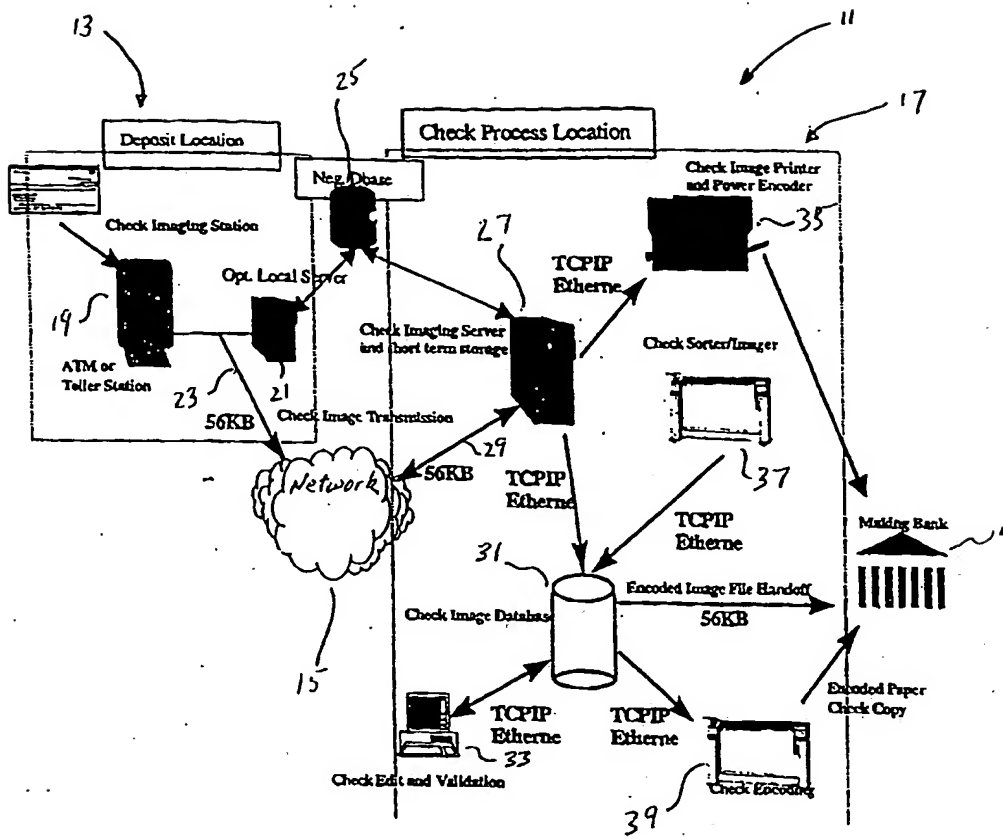 13
11
25
17
Deposit Location
Check Process Location
Neg. Dbase
Check Image Printer
and Power Encoder
35
Check Imaging Station
27
TCPIP
Etherne
Opt. Local Server
19
Check Imaging Server
and short term storage
Check Sorter/Imager
ATM or
Teller Station
23
21
56KB
Check Image Transmission
29
56KB
37
Network
TCPIP
Etherne
TCPIP
Etherne
Making Bank
31
Encoded Image File Handoff
56KB
Check Image Database
15
TCPIP
Etherne
TCPIP
Etherne
Encoded Paper
Check Copy
33
Check Edit and Validation
Check Encoding
39